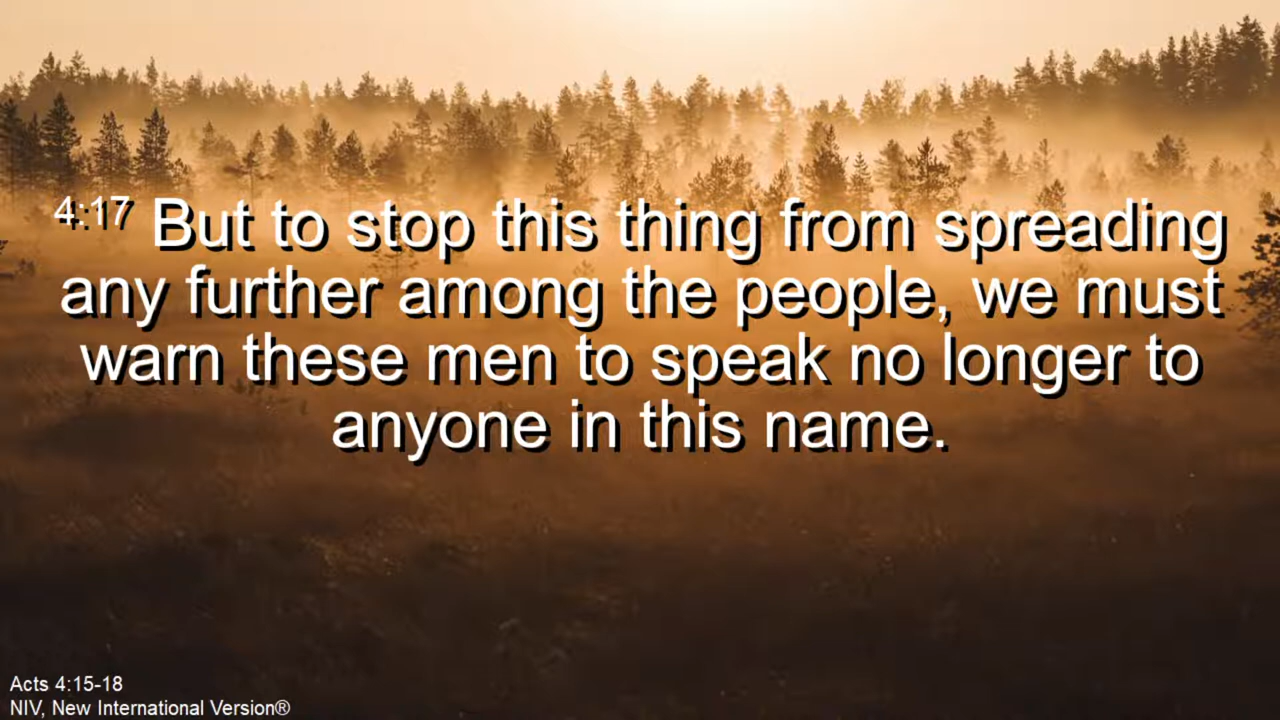 4:17 But to stop this thing from spreading
any further among the people, we must
warn these men to speak no longer to
anyone in this name.
Acts 4:15-18
NIV, New International Version®